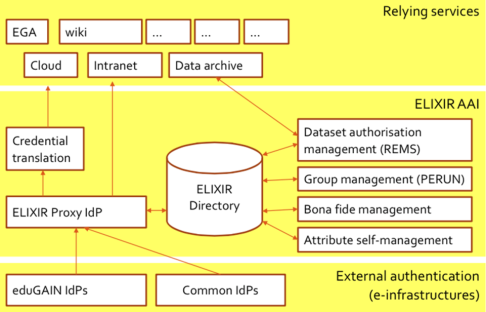 Relying services
EGA
wiki
...
...
...
Cloud
Intranet
Data archive
ELIXIR AAI
Credential
translation
ELIXIR
Directory
Dataset authorisation
management (REMS)
Group management (PERUN)
ELIXIR Proxy IdP
Bona fide management
Attribute self-management
External authentication
(e-infrastructures)
eduGAIN IdPs
Common IdPs